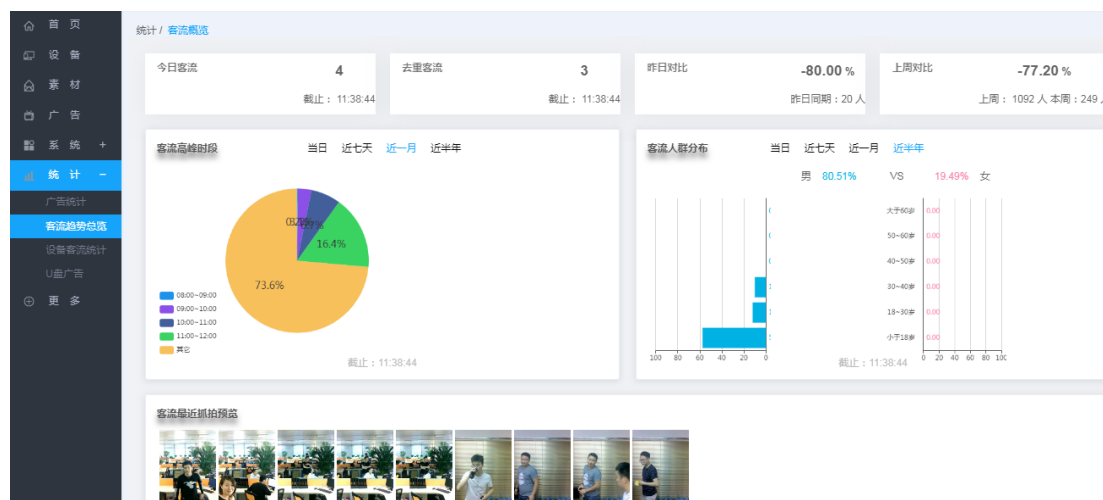 首 页
设 备
素 材
广 告
系 统 +
统 计 −
广告统计
客流趋势总览
设备客流统计
U盘广告
更 多
统计 / 客流概览
今日客流 4
截止： 11:38:44
去重客流 3
截止： 11:38:44
昨日对比 -80.00 %
昨日同期：20 人
上周对比 -77.20 %
上周： 1092 人 本周：249
客流高峰时段 当日 近七天 近一月 近半年
16.4%
73.6%
08:00~09:00
09:00~10:00
10:00~11:00
11:00~12:00
其它
截止：11:38:44
客流人群分布 当日 近七天 近一月 近半年
男 80.51% VS 19.49% 女
大于60岁 0.00
50~60岁 0.00
40~50岁 0.00
30~40岁 0.00
18~30岁 0.00
小于18岁 0.00
100 80 60 40 20 0
0 20 40 60 80
截止：11:38:44
客流最近抓拍预览